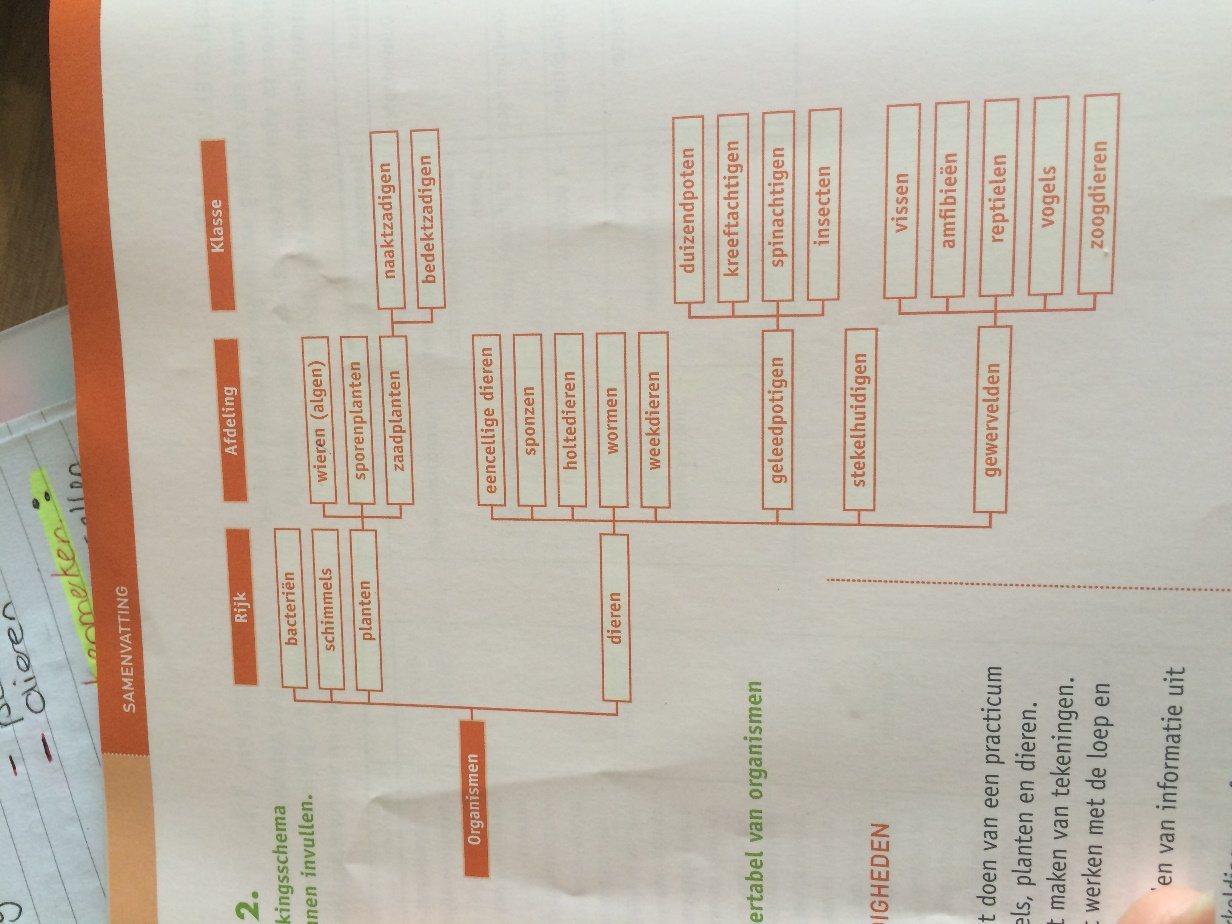 SAMENVATTING
2.
kingsschema
nnen invullen.
Rijk
Afdeling
Klasse
Organismen
bacteriën
schimmels
planten
wieren (algen)
sporenplanten
zaadplanten
naaktzadigen
bedektzadigen
dieren
eencellige dieren
sponzen
holtedieren
wormen
weekdieren
geleedpotigen
duizendpoten
kreeftachtigen
spinachtigen
insecten
stekelhuidigen
gewervelden
vissen
amfibieën
reptielen
vogels
zoogdieren
ertabel van organismen
IGHEDEN
t doen van een practicum
els, planten en dieren.
t maken van tekeningen.
werken met de loep en
en van informatie uit
- dieren